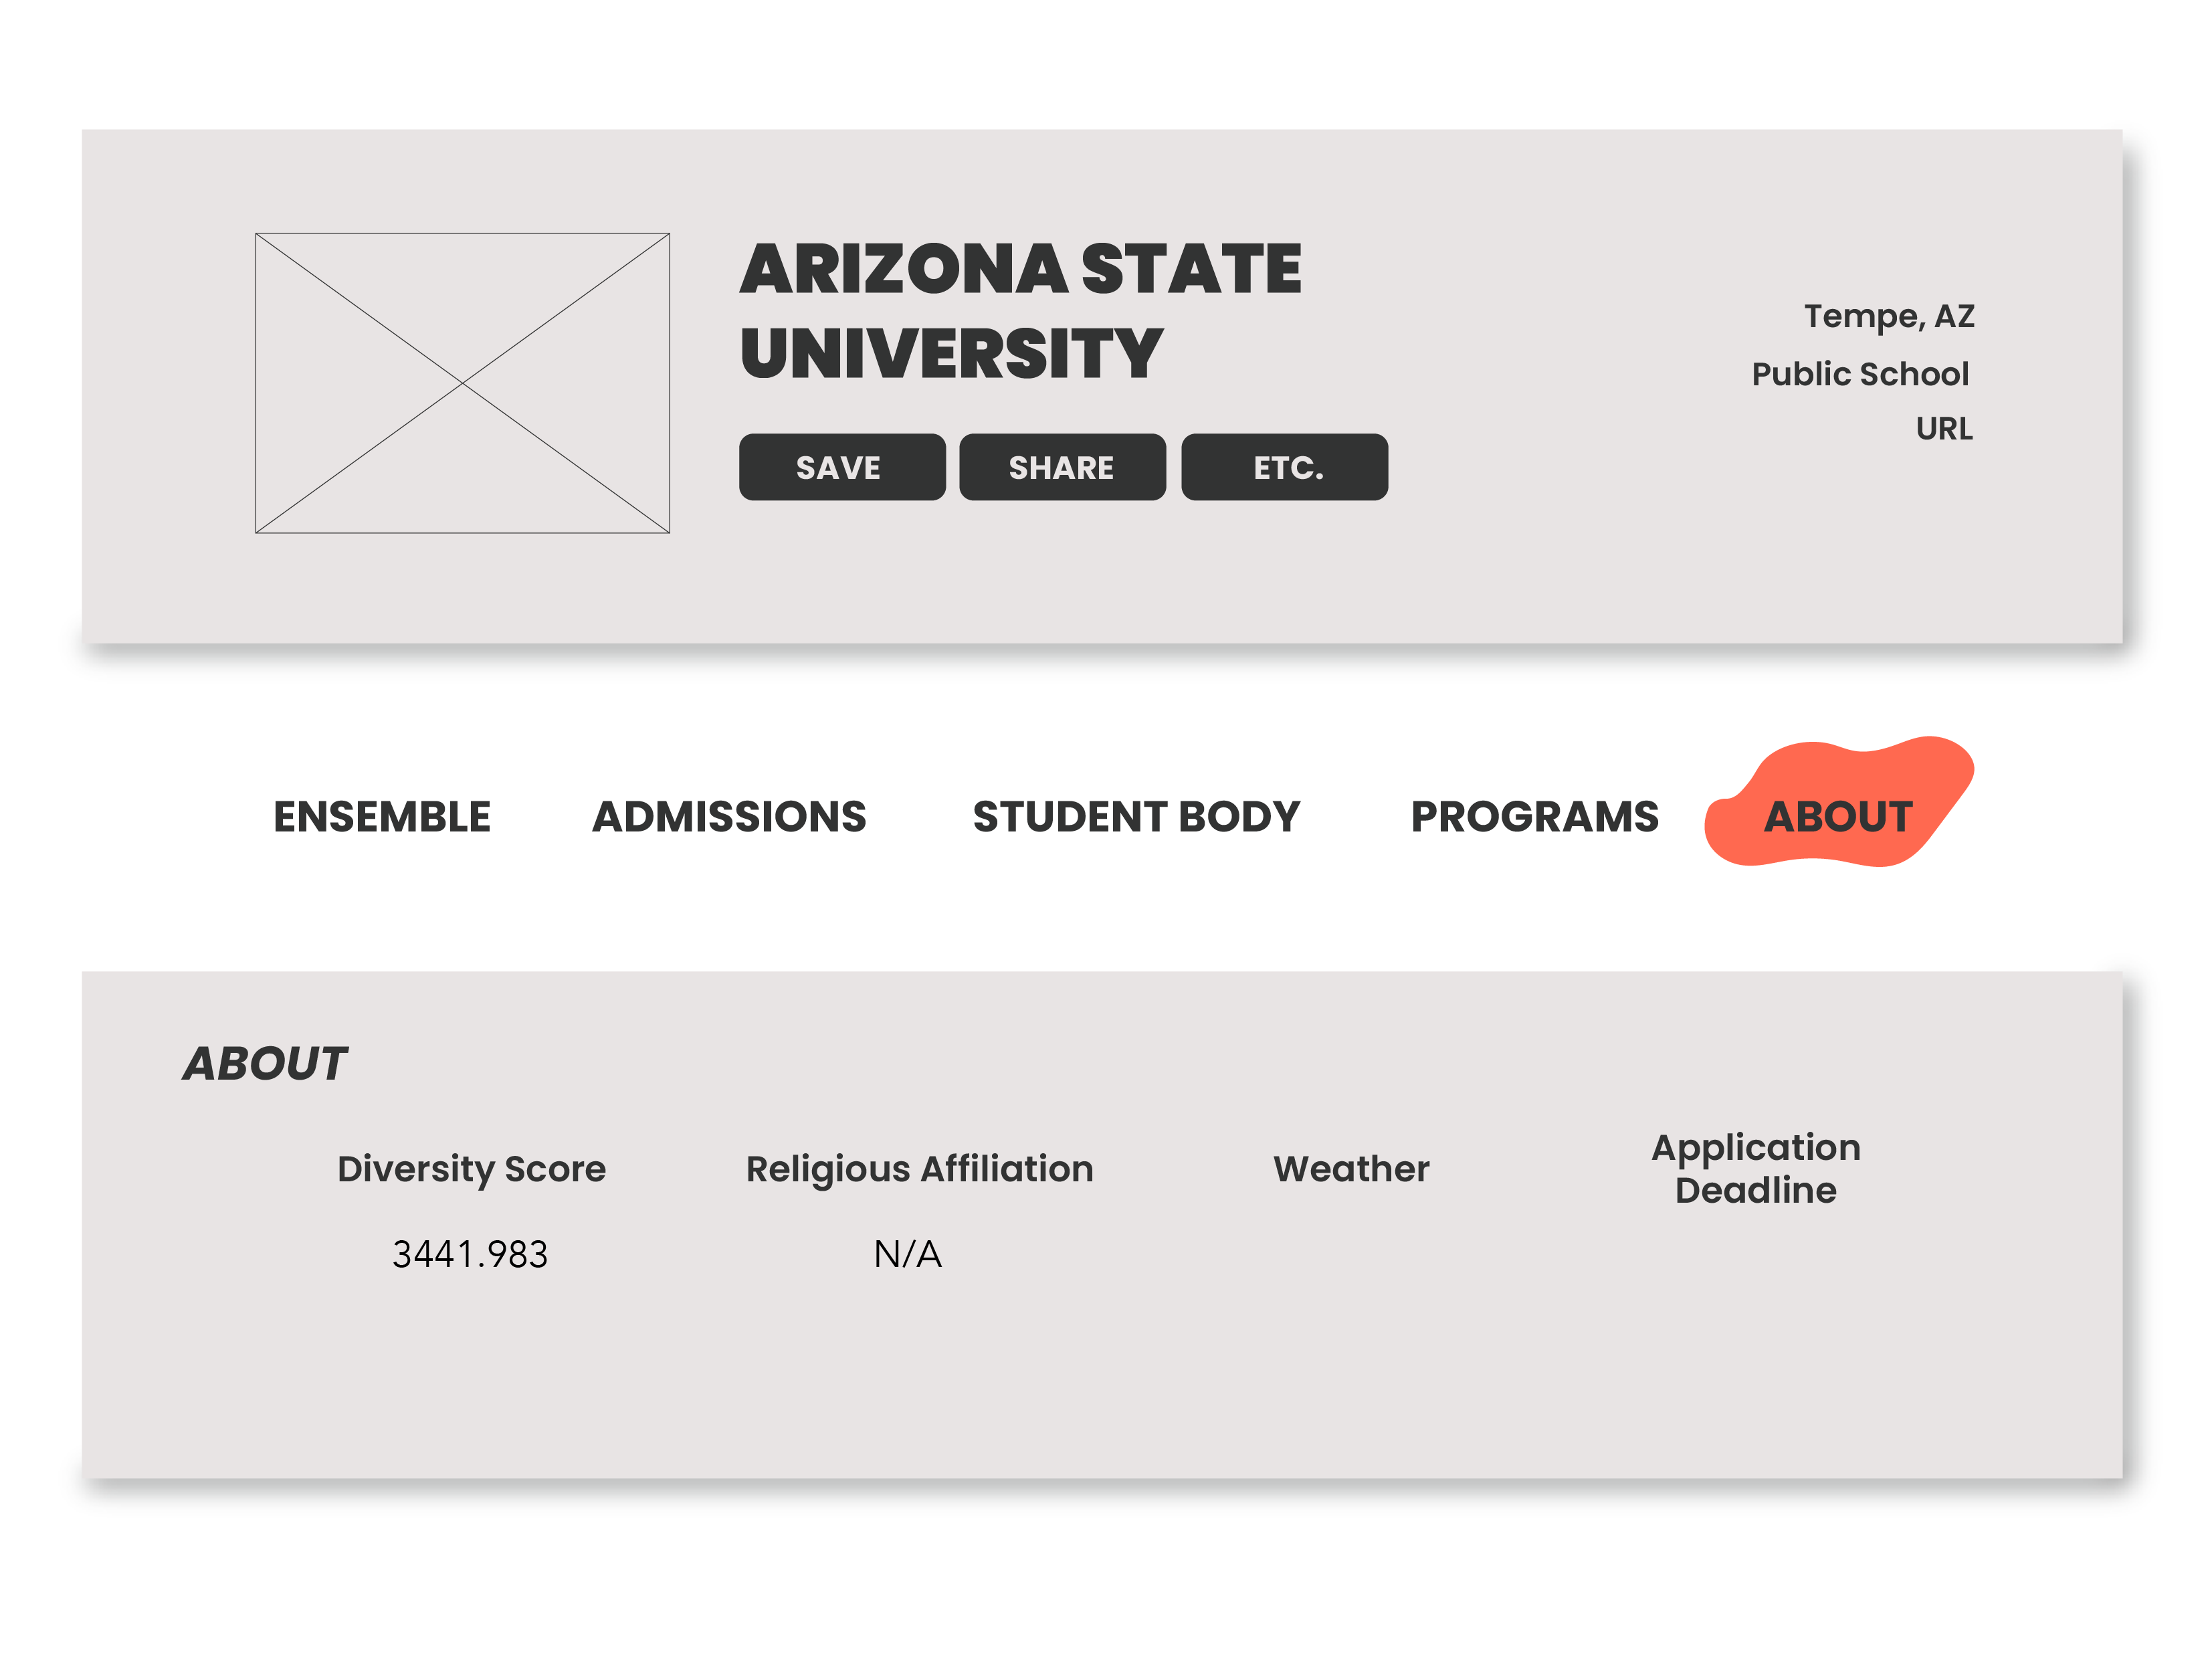 ARIZONA STATE
UNIVERSITY
SAVE SHARE ETC.
Tempe, AZ
Public School
URL
ENSEMBLE ADMISSIONS STUDENT BODY PROGRAMS ABOUT
ABOUT
Diversity Score
3441.983
Religious Affiliation
N/A
Weather
Application
Deadline